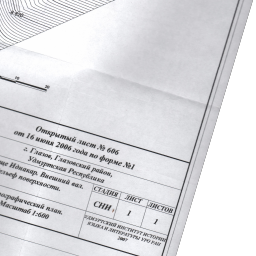 Открытый лист № 606
от 16 июня 2006 года по форме №1
г. Глазов, Глазовский район,
Удмуртская Республика
ще Иднакар. Внешний вал.
льеф поверхности.
СТАДИЯ ЛИСТ ЛИСТОВ
СНИ 1 1
ографический план.
Масштаб 1:600
УДМУРТСКИЙ ИНСТИТУТ ИСТОРИИ
ЯЗЫКА И ЛИТЕРАТУРЫ УРО РАН
2007